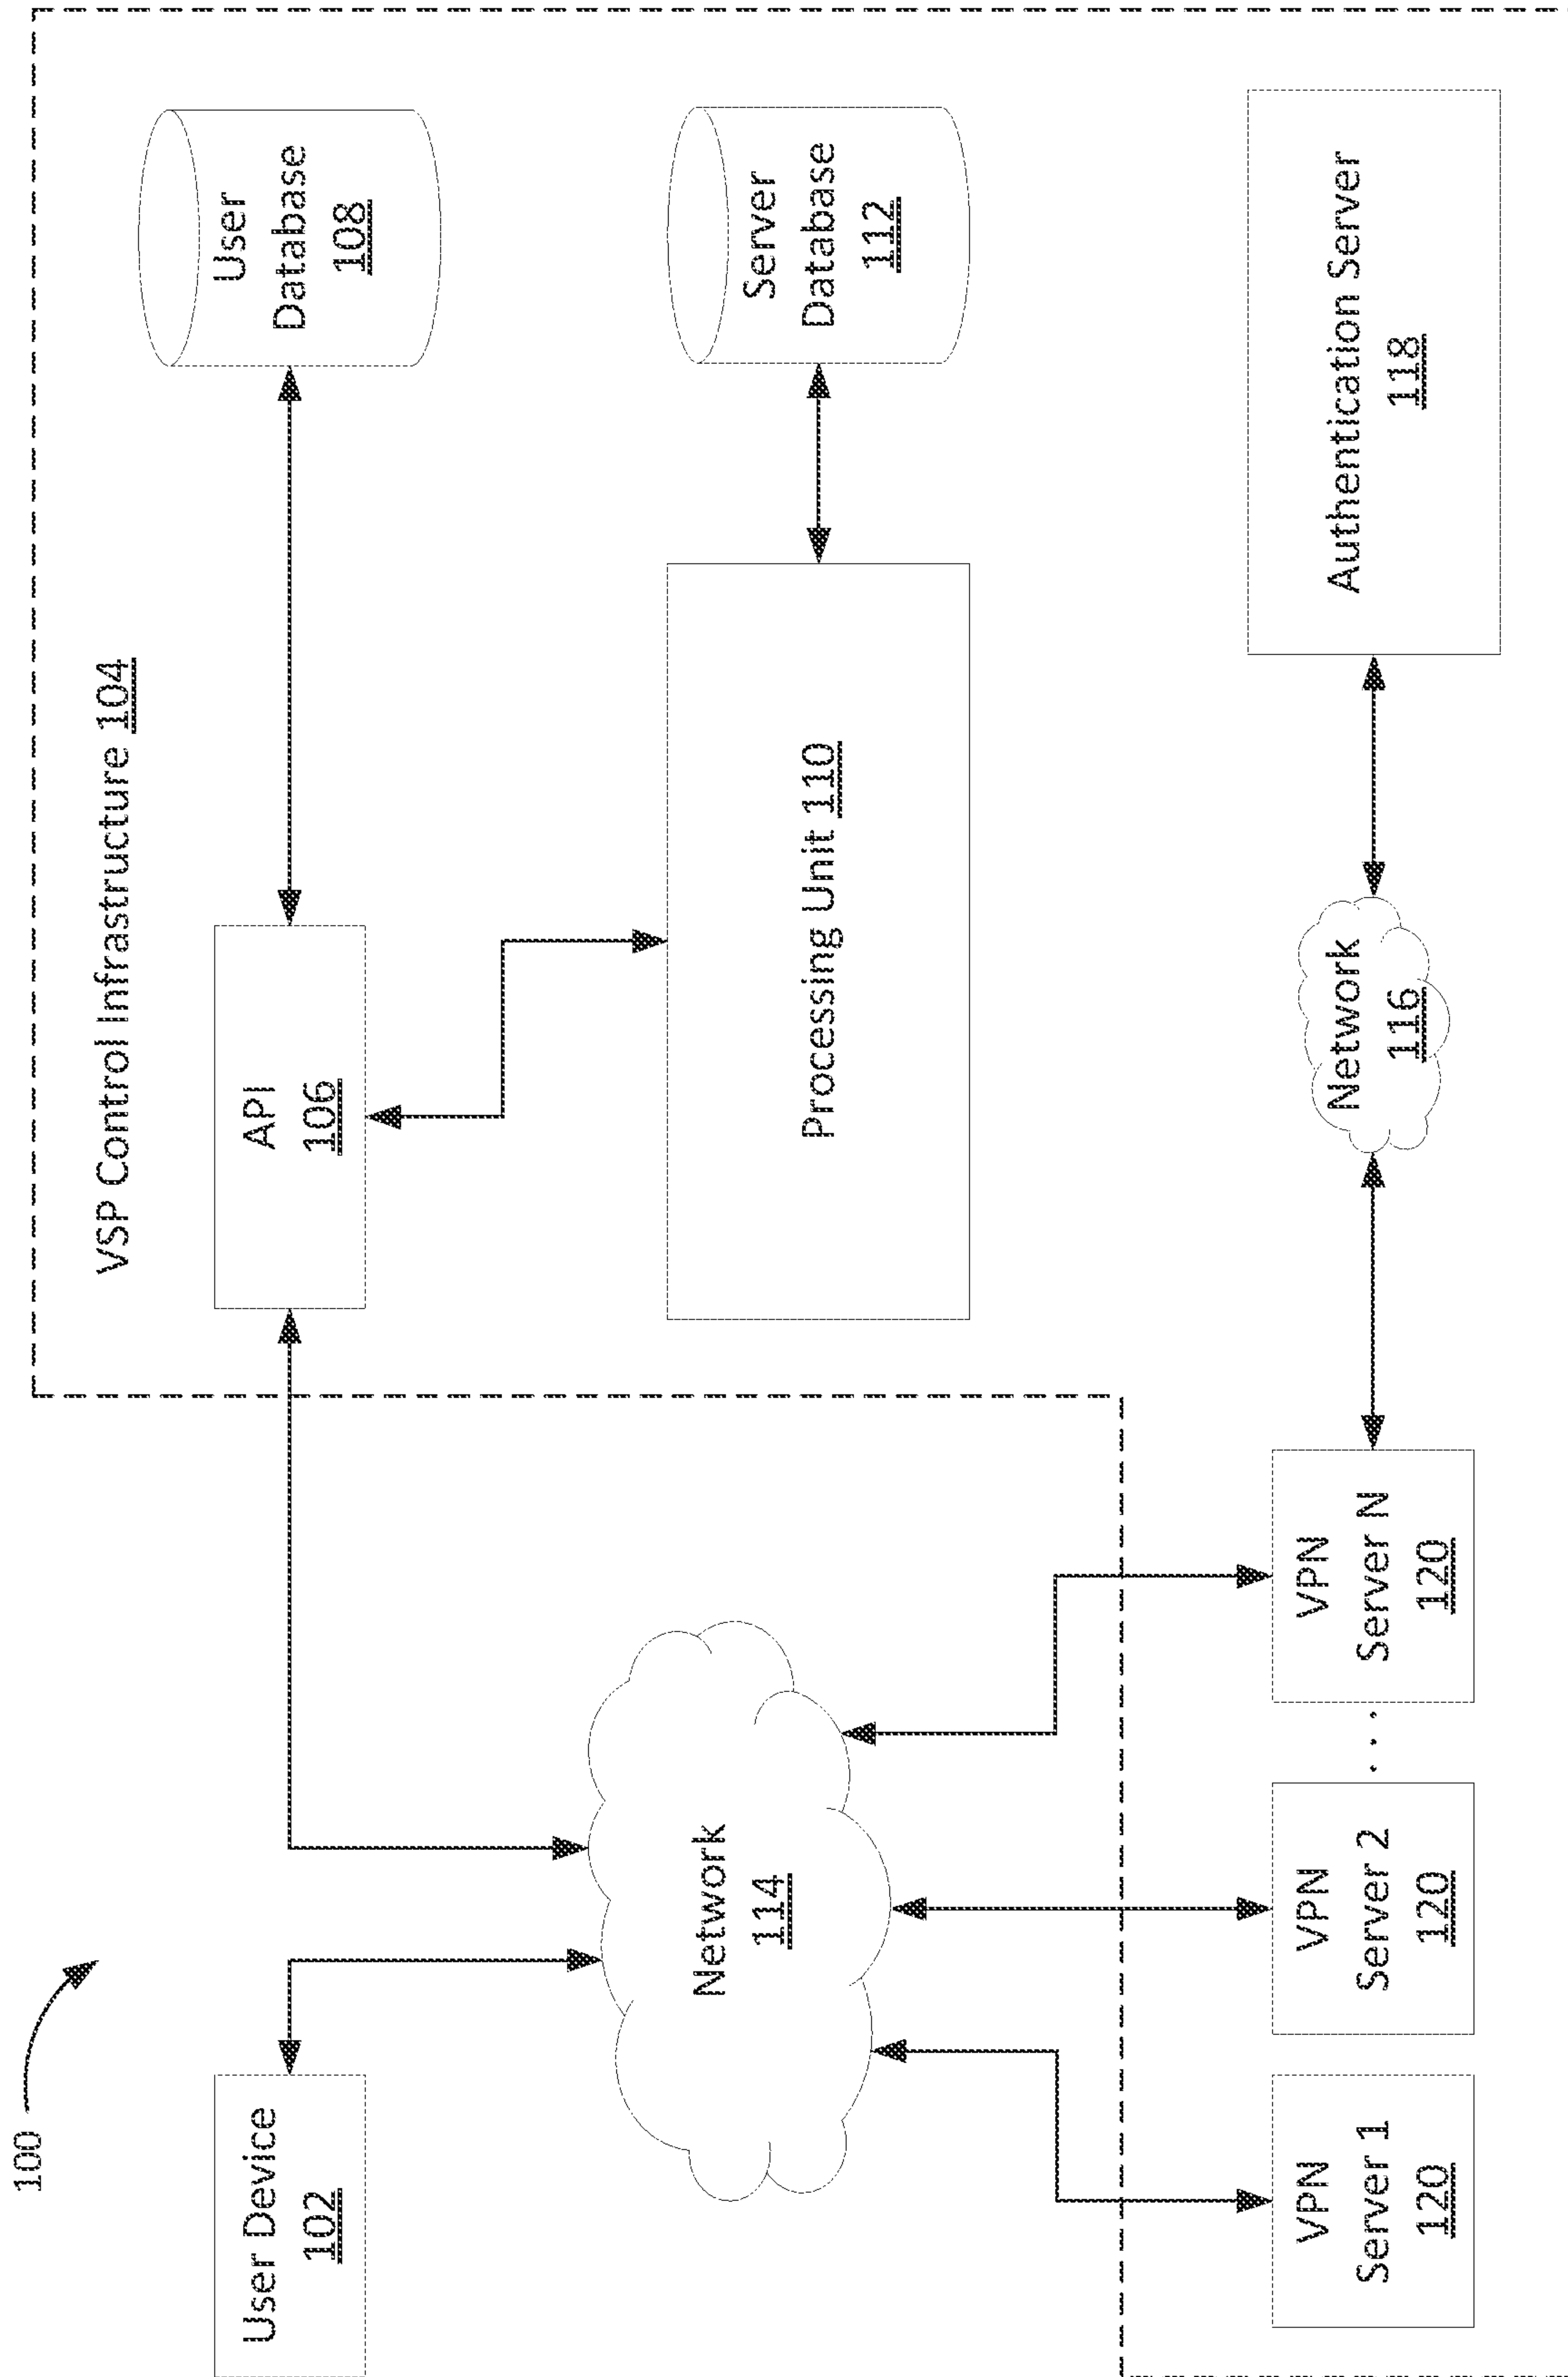 100
VSP Control Infrastructure 104
User Device
102
API
106
User
Database
108
Network
114
Processing Unit 110
Server
Database
112
VPN
Server 1
120
VPN
Server 2
120
. . .
VPN
Server N
120
Network
116
Authentication Server
118